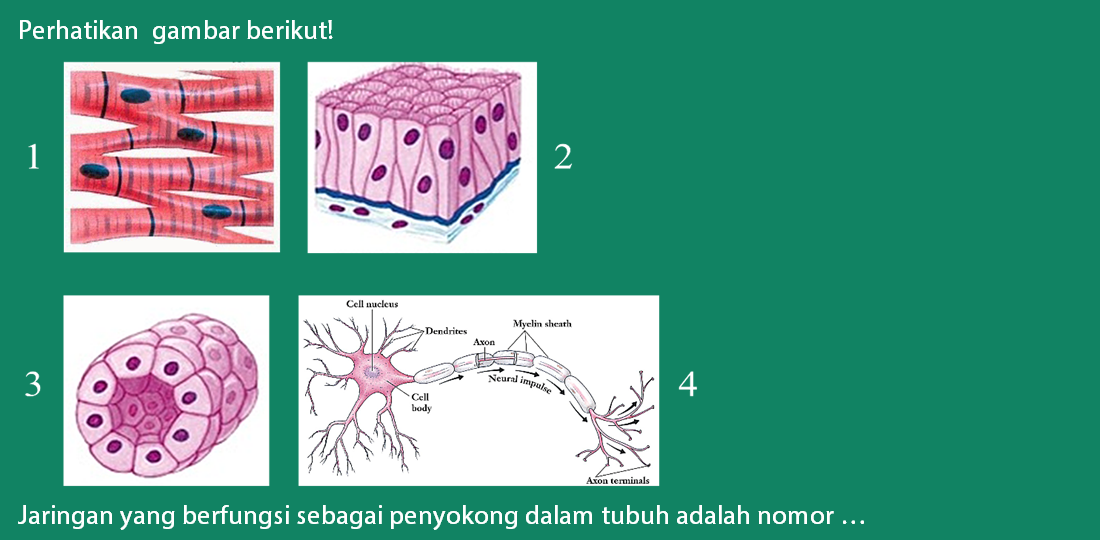 Perhatikan gambar berikut!
1
2
3
Cell nucleus
Dendrites
Axon
Myelin sheath
Neural impulse
Cell
body
Axon terminals
4
Jaringan yang berfungsi sebagai penyokong dalam tubuh adalah nomor ...